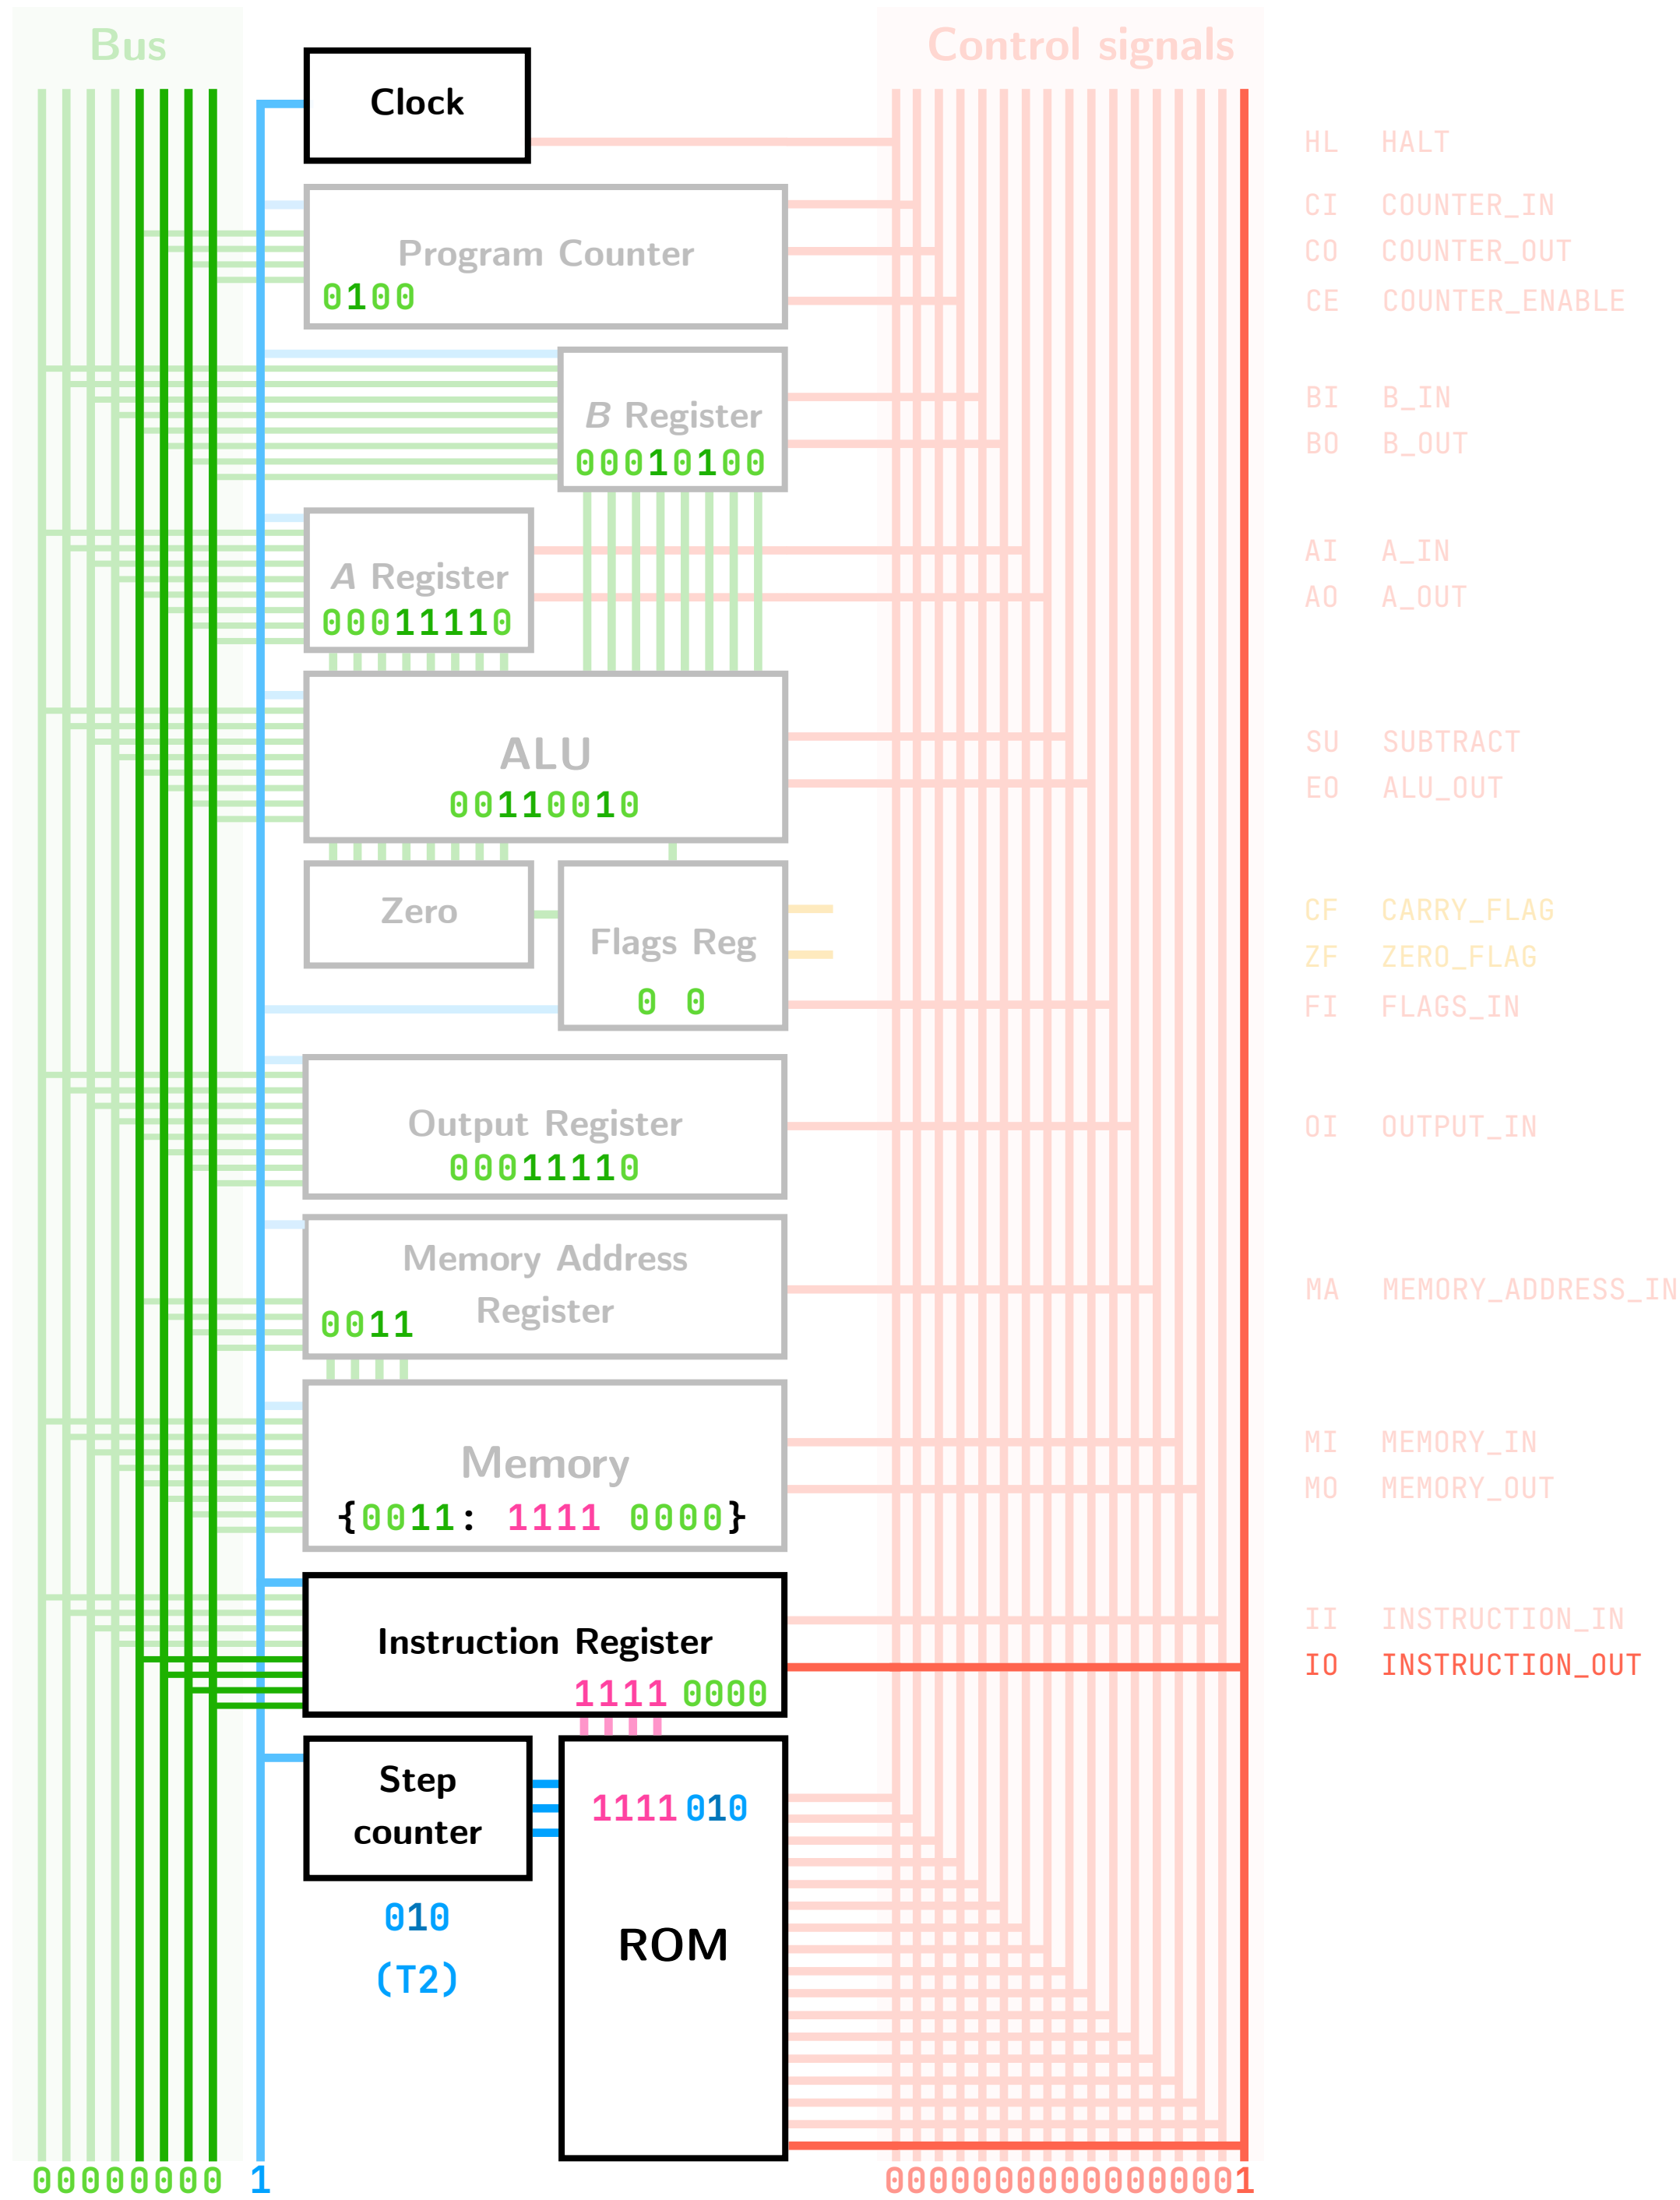 Bus
Control signals
Clock
HL HALT
CI COUNTER_IN
Program Counter
CO COUNTER_OUT
0100
CE COUNTER_ENABLE
BI B_IN
B Register
BO B_OUT
00010100
AI A_IN
A Register
AO A_OUT
00011110
SU SUBTRACT
ALU
EO ALU_OUT
00110010
Zero
CF CARRY_FLAG
Flags Reg
ZF ZERO_FLAG
0 0
FI FLAGS_IN
Output Register
OI OUTPUT_IN
00011110
Memory Address
Register
MA MEMORY_ADDRESS_IN
0011
MI MEMORY_IN
Memory
MO MEMORY_OUT
{0011: 1111 0000}
II INSTRUCTION_IN
Instruction Register
IO INSTRUCTION_OUT
1111 0000
Step
counter
1111 010
010
(T2)
ROM
00000000 1
00000000000000001